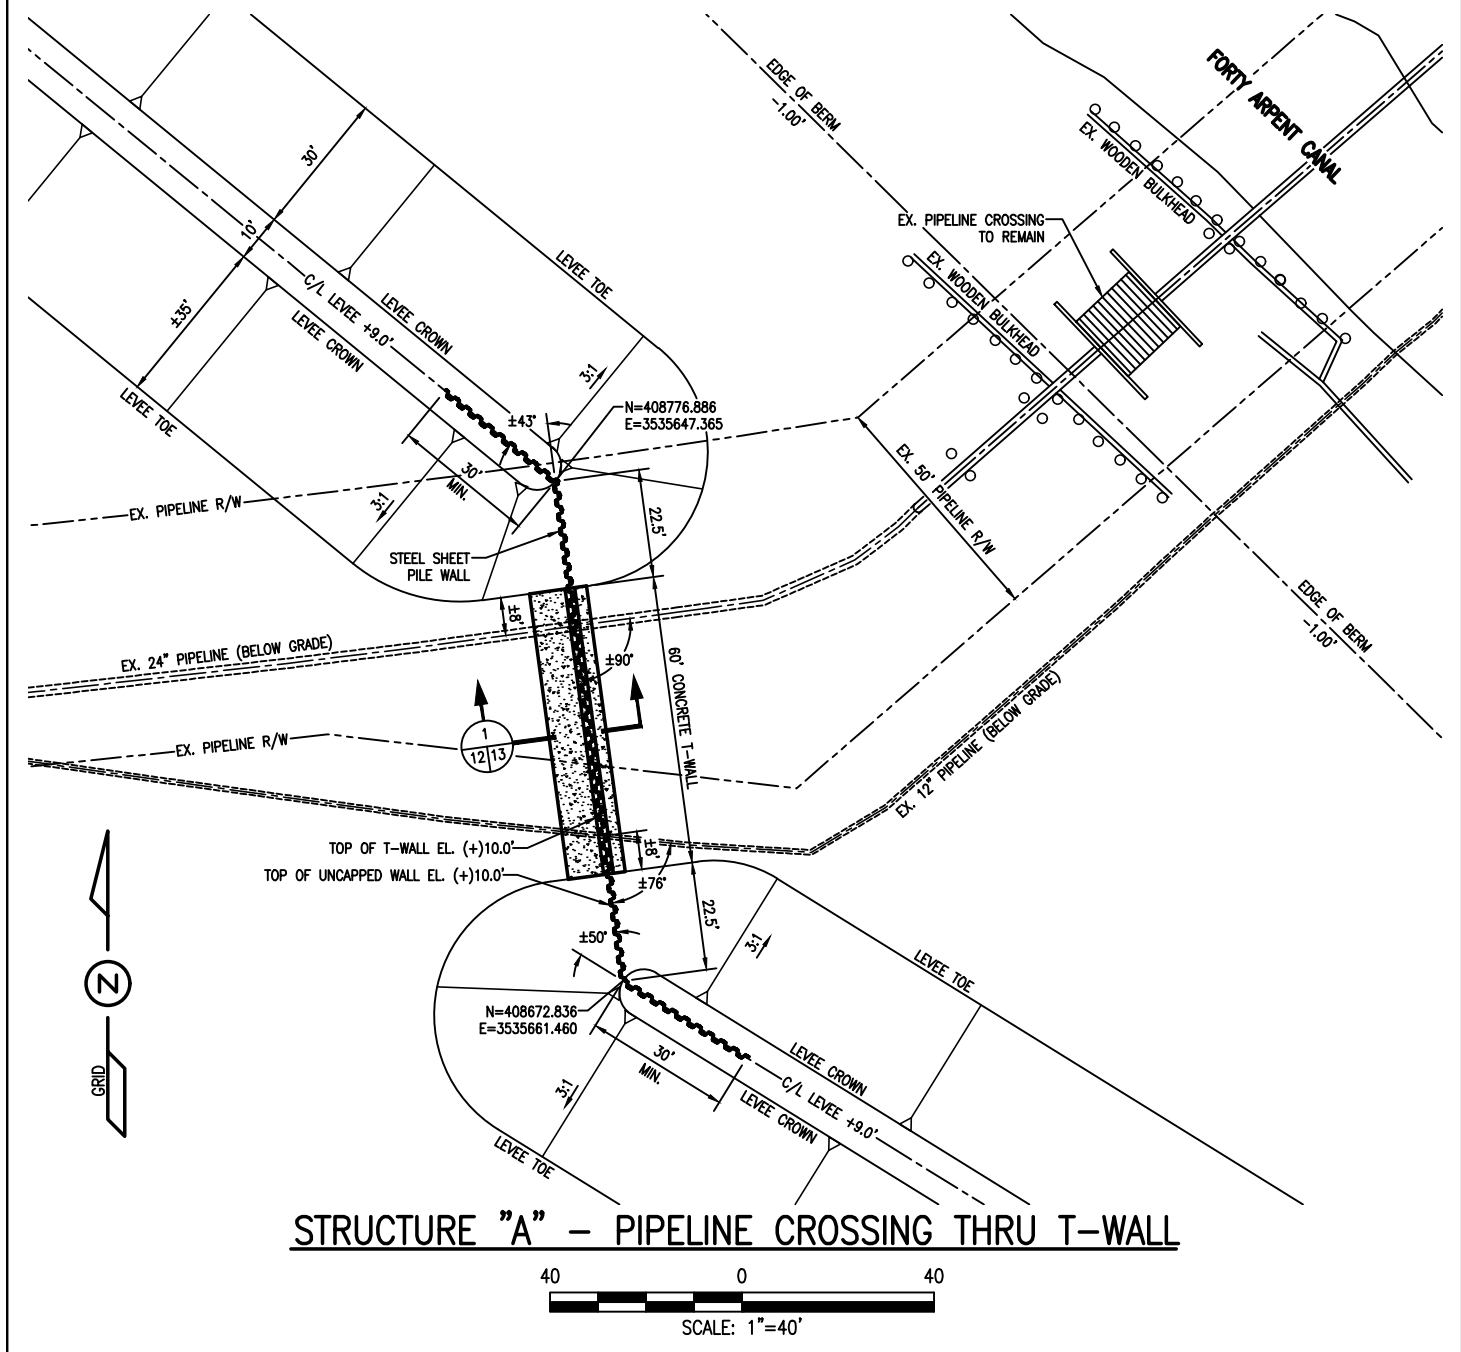 EDGE OF BERM
-1.00'
FORTY ARPENT CANAL
EX. WOODEN BULKHEAD
EX. PIPELINE CROSSING
TO REMAIN
EX. WOODEN BULKHEAD
30'
10'
±35'
C/L LEVEE +9.0'
LEVEE CROWN
LEVEE CROWN
LEVEE TOE
LEVEE TOE
3:1
±43°
N=408776.886
E=3535647.365
30'
MIN.
3:1
EX. PIPELINE R/W
22.5'
EX. 50' PIPELINE R/W
STEEL SHEET
PILE WALL
±8'
EX. 24" PIPELINE (BELOW GRADE)
±90°
60' CONCRETE T-WALL
EDGE OF BERM
-1.00'
EX. PIPELINE R/W
1
12 13
EX. 12" PIPELINE (BELOW GRADE)
TOP OF T-WALL EL. (+)10.0'
±8'
TOP OF UNCAPPED WALL EL. (+)10.0'
±76°
22.5'
±50°
3:1
LEVEE TOE
N=408672.836
E=3535661.460
30'
MIN.
3:1
LEVEE CROWN
C/L LEVEE +9.0'
LEVEE CROWN
LEVEE TOE
N
GRID
STRUCTURE "A" - PIPELINE CROSSING THRU T-WALL
40 0 40
SCALE: 1"=40'